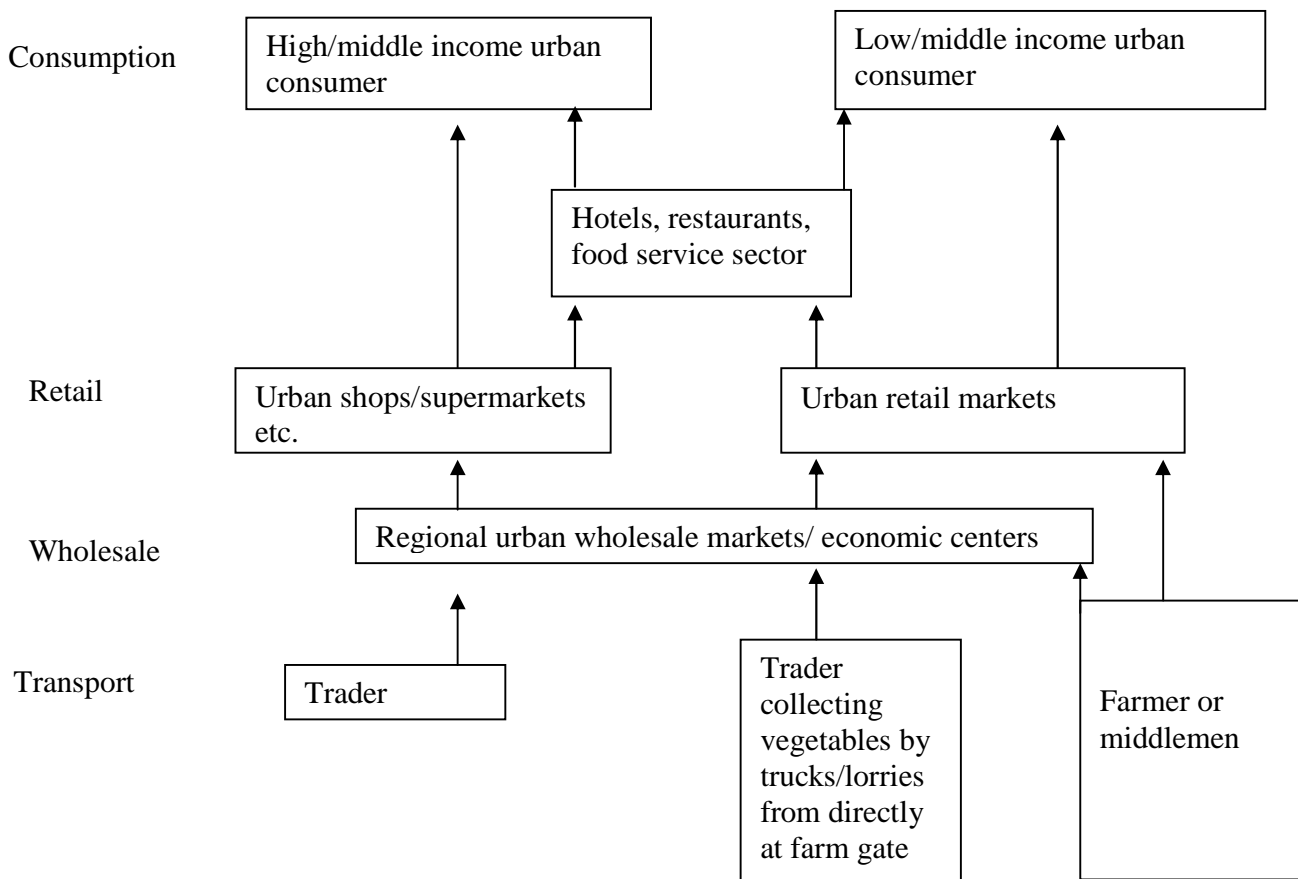 Consumption
High/middle income urban
consumer
Low/middle income urban
consumer
Hotels, restaurants,
food service sector
Retail
Urban shops/supermarkets
etc.
Urban retail markets
Wholesale
Regional urban wholesale markets/ economic centers
Transport
Trader
Trader
collecting
vegetables by
trucks/lorries
from directly
at farm gate
Farmer or
middlemen